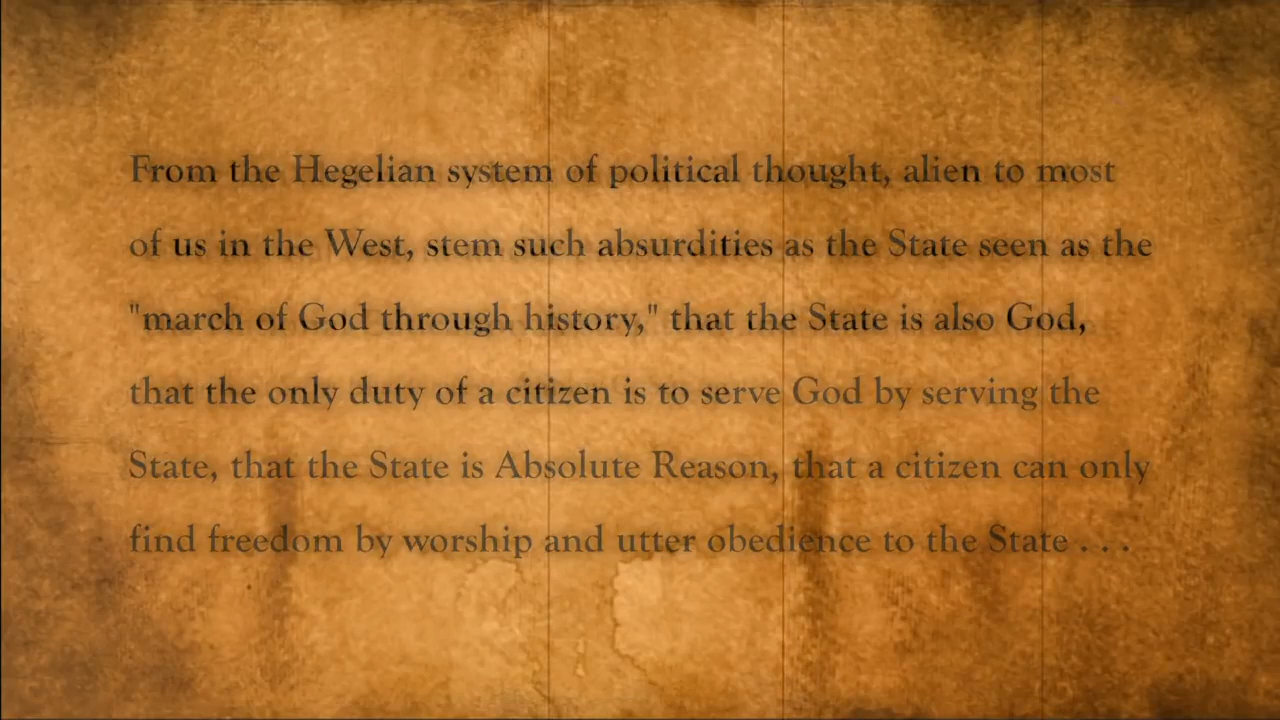 From the Hegelian system of political thought, alien to most
of us in the West, stem such absurdities as the State seen as the
"march of God through history," that the State is also God,
that the only duty of a citizen is to serve God by serving the
State, that the State is Absolute Reason, that a citizen can only
find freedom by worship and utter obedience to the State . . .